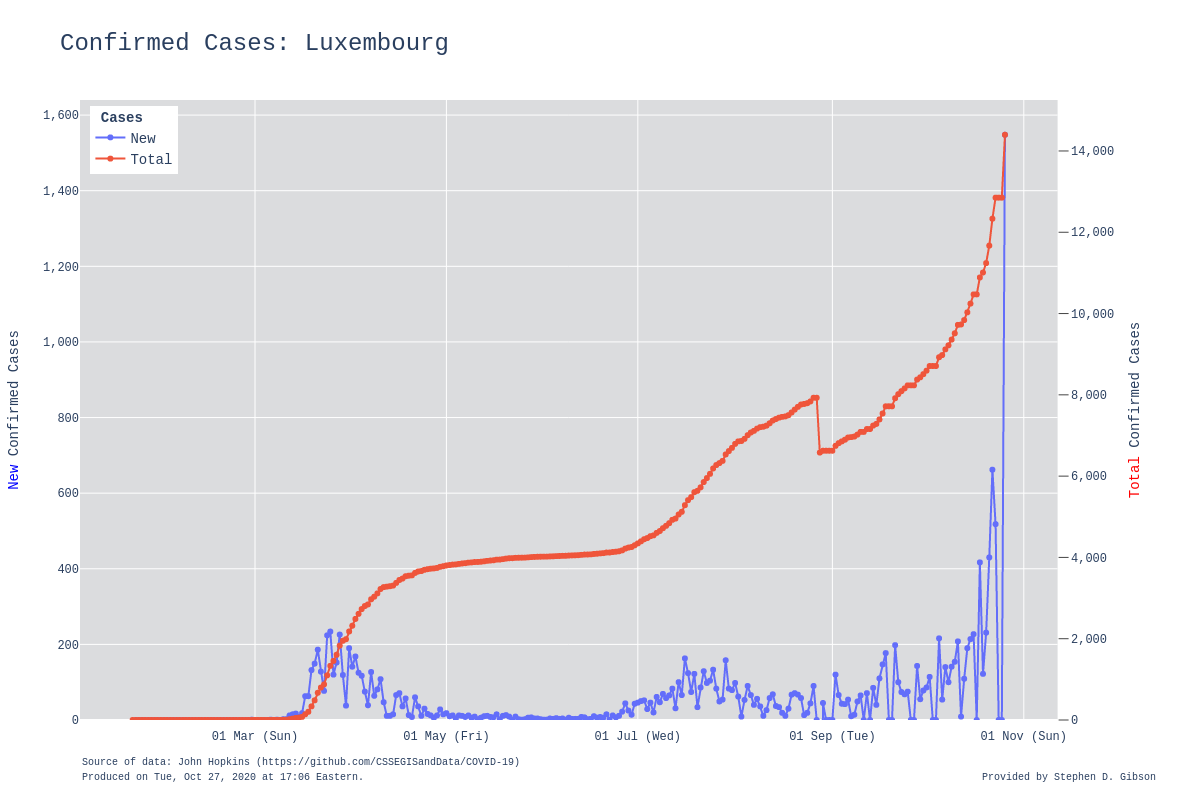 Confirmed Cases: Luxembourg
Cases
New
Total
1,600
1,400
1,200
1,000
800
600
400
200
0
14,000
12,000
10,000
8,000
6,000
4,000
2,000
0
New Confirmed Cases
Total Confirmed Cases
01 Mar (Sun) 01 May (Fri) 01 Jul (Wed) 01 Sep (Tue) 01 Nov (Sun)
Source of data: John Hopkins (https://github.com/CSSEGISandData/COVID-19)
Produced on Tue, Oct 27, 2020 at 17:06 Eastern.
Provided by Stephen D. Gibson